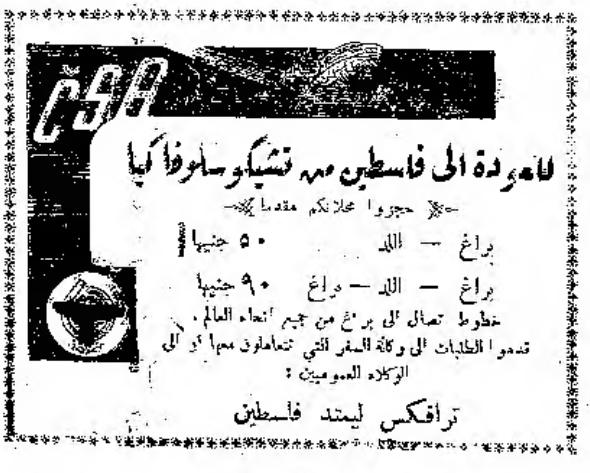 ČSA
للعودة الى فلسطين من تشيكوسلوفاكيا
حجزوا محلاتكم مقدما
براغ — اللد ٥٠ جنيها
براغ — اللد — براغ ٩٠ جنيها
خطوط تصال الى براغ من جميع انحاء العالم.
قدموا الطلبات الى وكالة السفر التي تتعاملون معها او الى
الوكلاء العموميين :
ترافكس ليمتد فلسطين